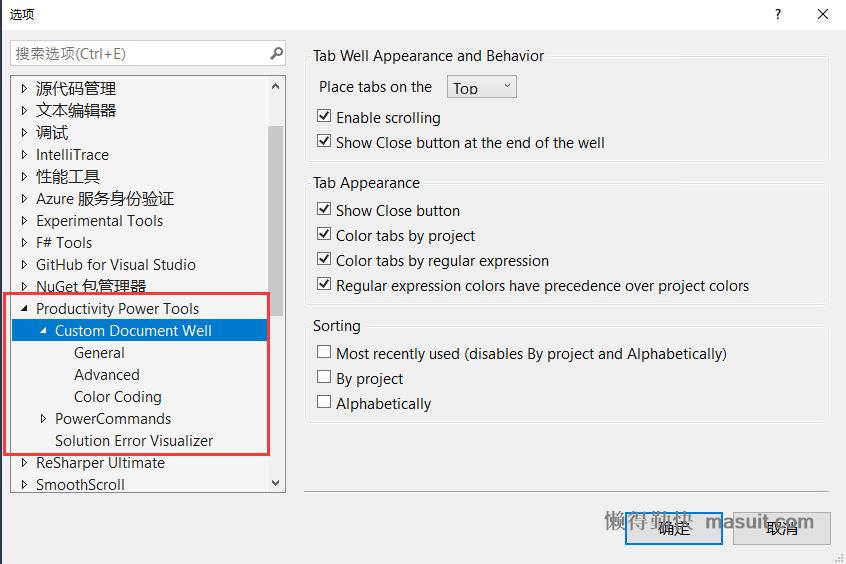 选项
搜索选项(Ctrl+E)
源代码管理
文本编辑器
调试
IntelliTrace
性能工具
Azure 服务身份验证
Experimental Tools
F# Tools
GitHub for Visual Studio
NuGet 包管理器
Productivity Power Tools
Custom Document Well
General
Advanced
Color Coding
PowerCommands
Solution Error Visualizer
ReSharper Ultimate
SmoothScroll
Tab Well Appearance and Behavior
Place tabs on the Top
Enable scrolling
Show Close button at the end of the well
Tab Appearance
Show Close button
Color tabs by project
Color tabs by regular expression
Regular expression colors have precedence over project colors
Sorting
Most recently used (disables By project and Alphabetically)
By project
Alphabetically
懒得勤快 masuit.com
确定
取消